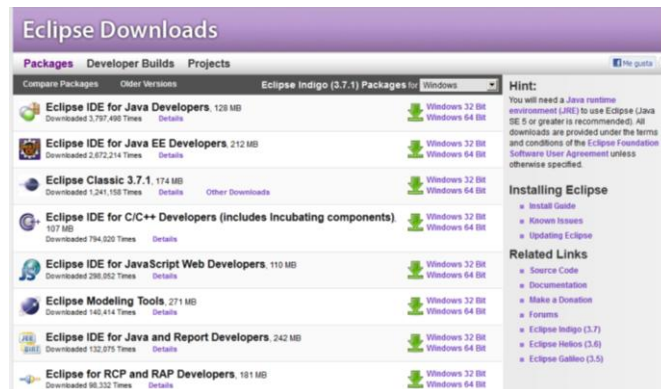 Eclipse Downloads
Packages Developer Builds Projects
Me gusta
Compare Packages Older Versions Eclipse Indigo (3.7.1) Packages for Windows
Eclipse IDE for Java Developers, 128 MB
Downloaded 3,797,498 Times Details
Windows 32 Bit
Windows 64 Bit
Eclipse IDE for Java EE Developers, 212 MB
Downloaded 2,672,214 Times Details
Windows 32 Bit
Windows 64 Bit
Eclipse Classic 3.7.1, 174 MB
Downloaded 1,241,158 Times Details Other Downloads
Windows 32 Bit
Windows 64 Bit
Eclipse IDE for C/C++ Developers (includes Incubating components),
107 MB
Downloaded 794,020 Times Details
Windows 32 Bit
Windows 64 Bit
Eclipse IDE for JavaScript Web Developers, 110 MB
Downloaded 298,052 Times Details
Windows 32 Bit
Windows 64 Bit
Eclipse Modeling Tools, 271 MB
Downloaded 140,414 Times Details
Windows 32 Bit
Windows 64 Bit
Eclipse IDE for Java and Report Developers, 242 MB
Downloaded 132,075 Times Details
Windows 32 Bit
Windows 64 Bit
Eclipse for RCP and RAP Developers, 181 MB
Downloaded 98,332 Times Details
Windows 32 Bit
Windows 64 Bit
Hint:
You will need a Java runtime
environment (JRE) to use Eclipse (Java
SE 5 or greater is recommended). All
downloads are provided under the terms
and conditions of the Eclipse Foundation
Software User Agreement unless
otherwise specified.
Installing Eclipse
Install Guide
Known Issues
Updating Eclipse
Related Links
Source Code
Documentation
Make a Donation
Forums
Eclipse Indigo (3.7)
Eclipse Helios (3.6)
Eclipse Galileo (3.5)